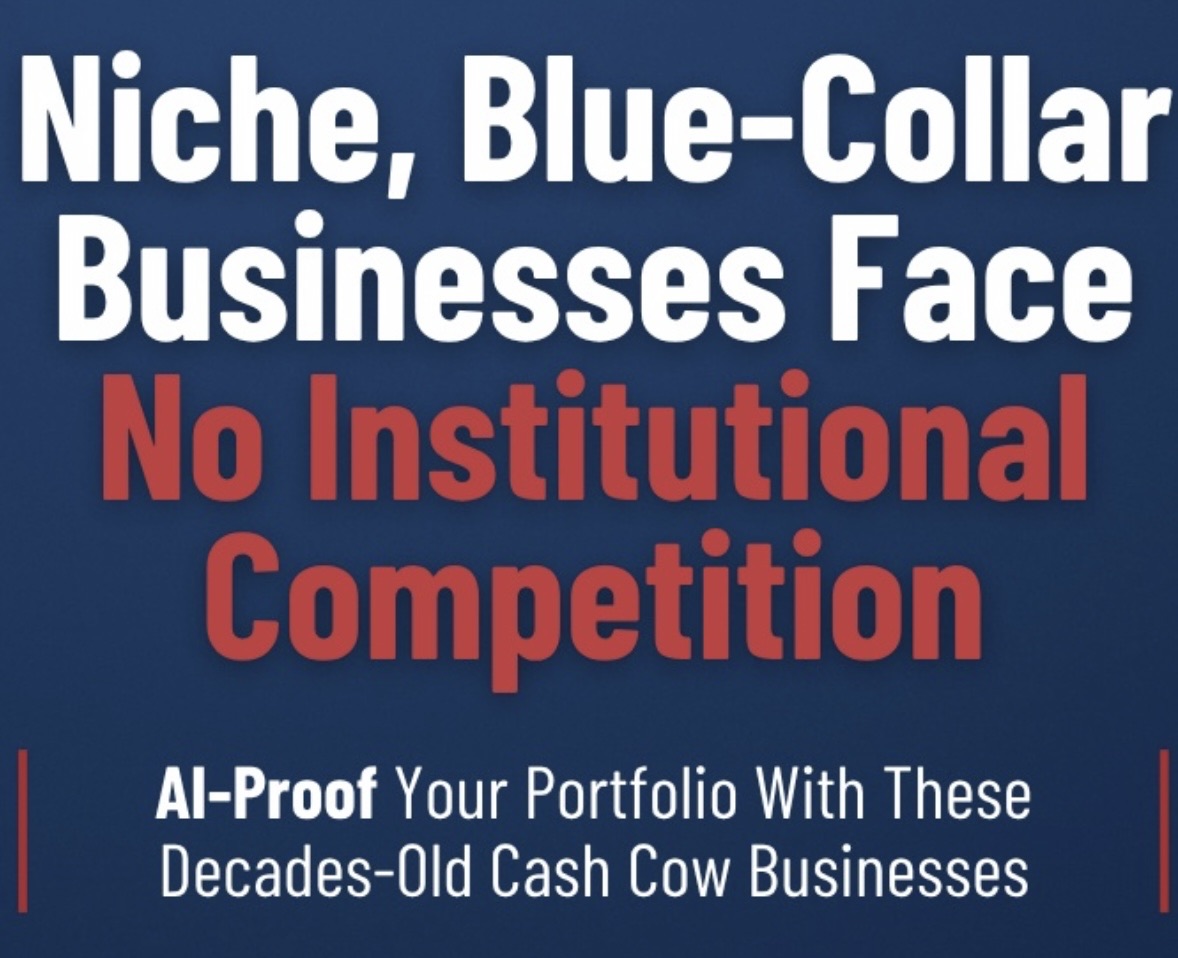 Niche, Blue-Collar
Businesses Face
No Institutional
Competition
AI-Proof Your Portfolio With These
Decades-Old Cash Cow Businesses